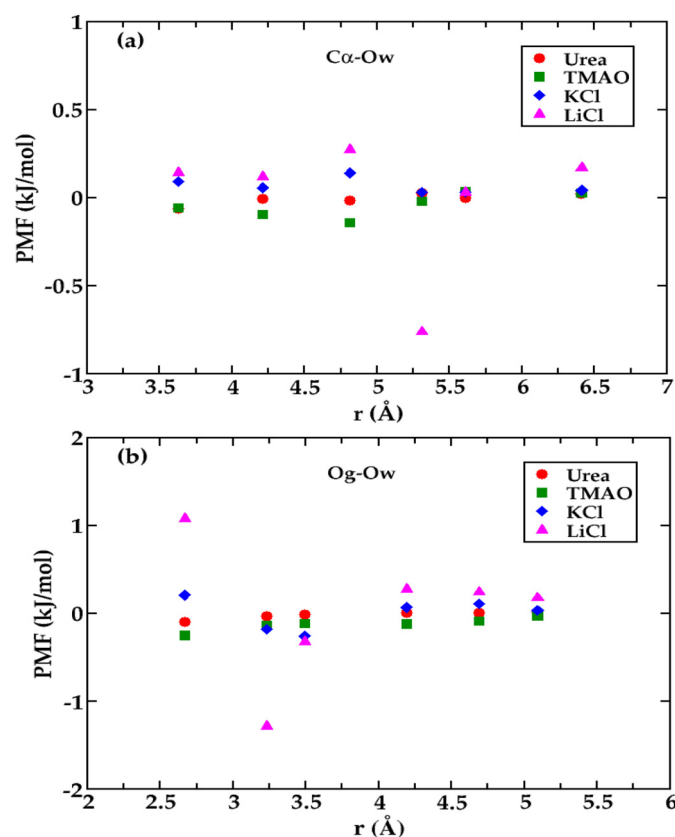 1
(a)
Cα-Ow
Urea
TMAO
KCl
LiCl
0.5
PMF (kJ/mol)
0
-0.5
-1
3 3.5 4 4.5 5 5.5 6 6.5 7
r (Å)
2
(b)
Og-Ow
Urea
TMAO
KCl
LiCl
1
PMF (kJ/mol)
0
-1
-2
2 2.5 3 3.5 4 4.5 5 5.5 6
r (Å)